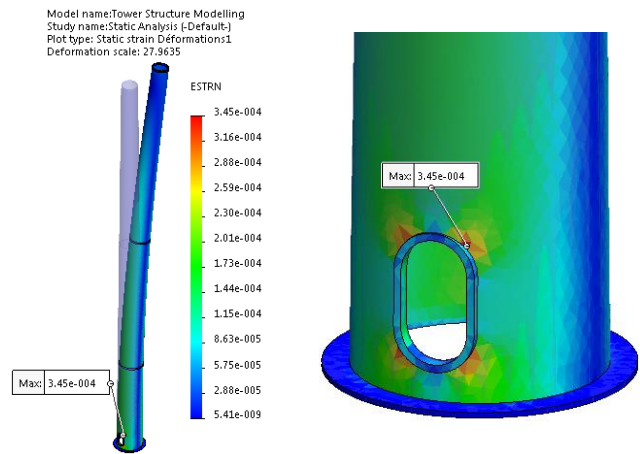 Model name:Tower Structure Modelling
Study name:Static Analysis (-Default-)
Plot type: Static strain Déformations1
Deformation scale: 27.9635
ESTRN
3.45e-004
3.16e-004
2.88e-004
2.59e-004
2.30e-004
2.01e-004
1.73e-004
1.44e-004
1.15e-004
8.63e-005
5.75e-005
2.88e-005
5.41e-009
Max: 3.45e-004
Max: 3.45e-004